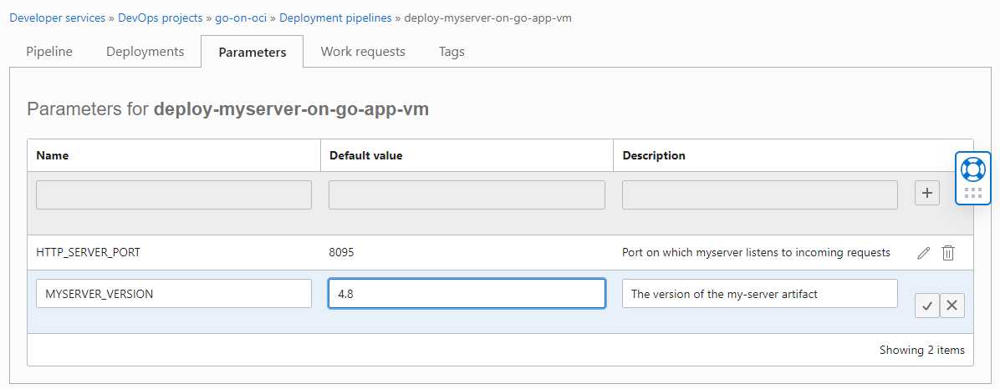 Developer services » DevOps projects » go-on-oci » Deployment pipelines » deploy-myserver-on-go-app-vm
Pipeline Deployments Parameters Work requests Tags
Parameters for deploy-myserver-on-go-app-vm
Name Default value Description
HTTP_SERVER_PORT 8095 Port on which myserver listens to incoming requests
MYSERVER_VERSION 4.8 The version of the my-server artifact
Showing 2 items